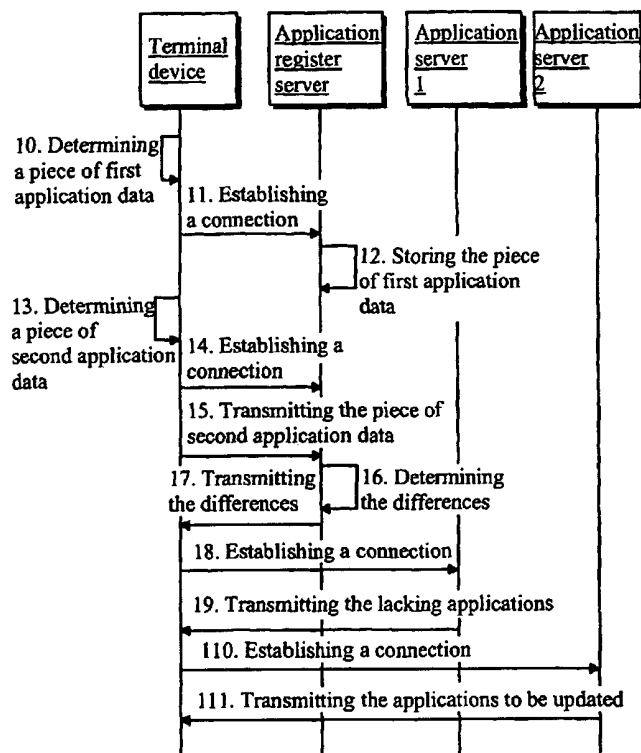 Terminal
device
Application
register
server
Application
server
1
Application
server
2
10. Determining
a piece of first
application data
11. Establishing
a connection
12. Storing the piece
of first application
data
13. Determining
a piece of
second application
data
14. Establishing a
connection
15. Transmitting the piece of
second application data
17. Transmitting
the differences
16. Determining
the differences
18. Establishing a connection
19. Transmitting the lacking applications
110. Establishing a connection
111. Transmitting the applications to be updated